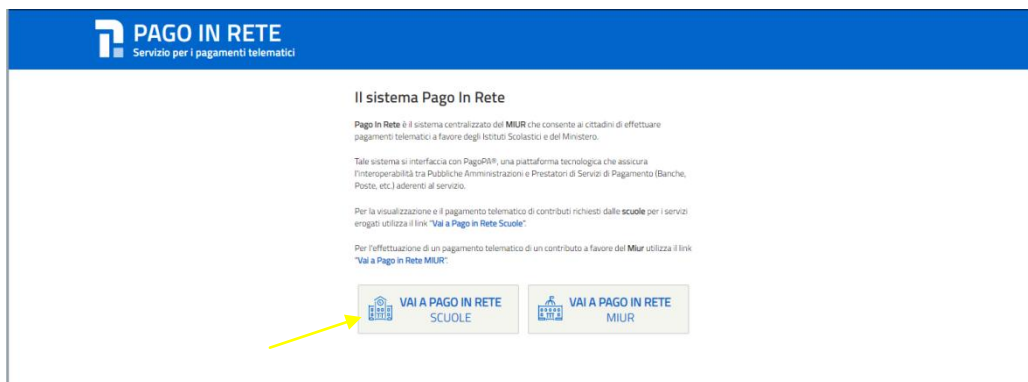 PAGO IN RETE
Servizio per i pagamenti telematici
Il sistema Pago In Rete
Pago In Rete è il sistema centralizzato del MIUR che consente ai cittadini di effettuare
pagamenti telematici a favore degli Istituti Scolastici e del Ministero.
Tale sistema si interfaccia con PagoPA®, una piattaforma tecnologica che assicura
l'interoperabilità tra Pubbliche Amministrazioni e Prestatori di Servizi di Pagamento (Banche,
Poste, etc.) aderenti al servizio.
Per la visualizzazione e il pagamento telematico di contributi richiesti dalle scuole per i servizi
erogati utilizza il link "Vai a Pago in Rete Scuole".
Per l'effettuazione di un pagamento telematico di un contributo a favore del Miur utilizza il link
"Vai a Pago in Rete MIUR".
VAI A PAGO IN RETE
SCUOLE
VAI A PAGO IN RETE
MIUR